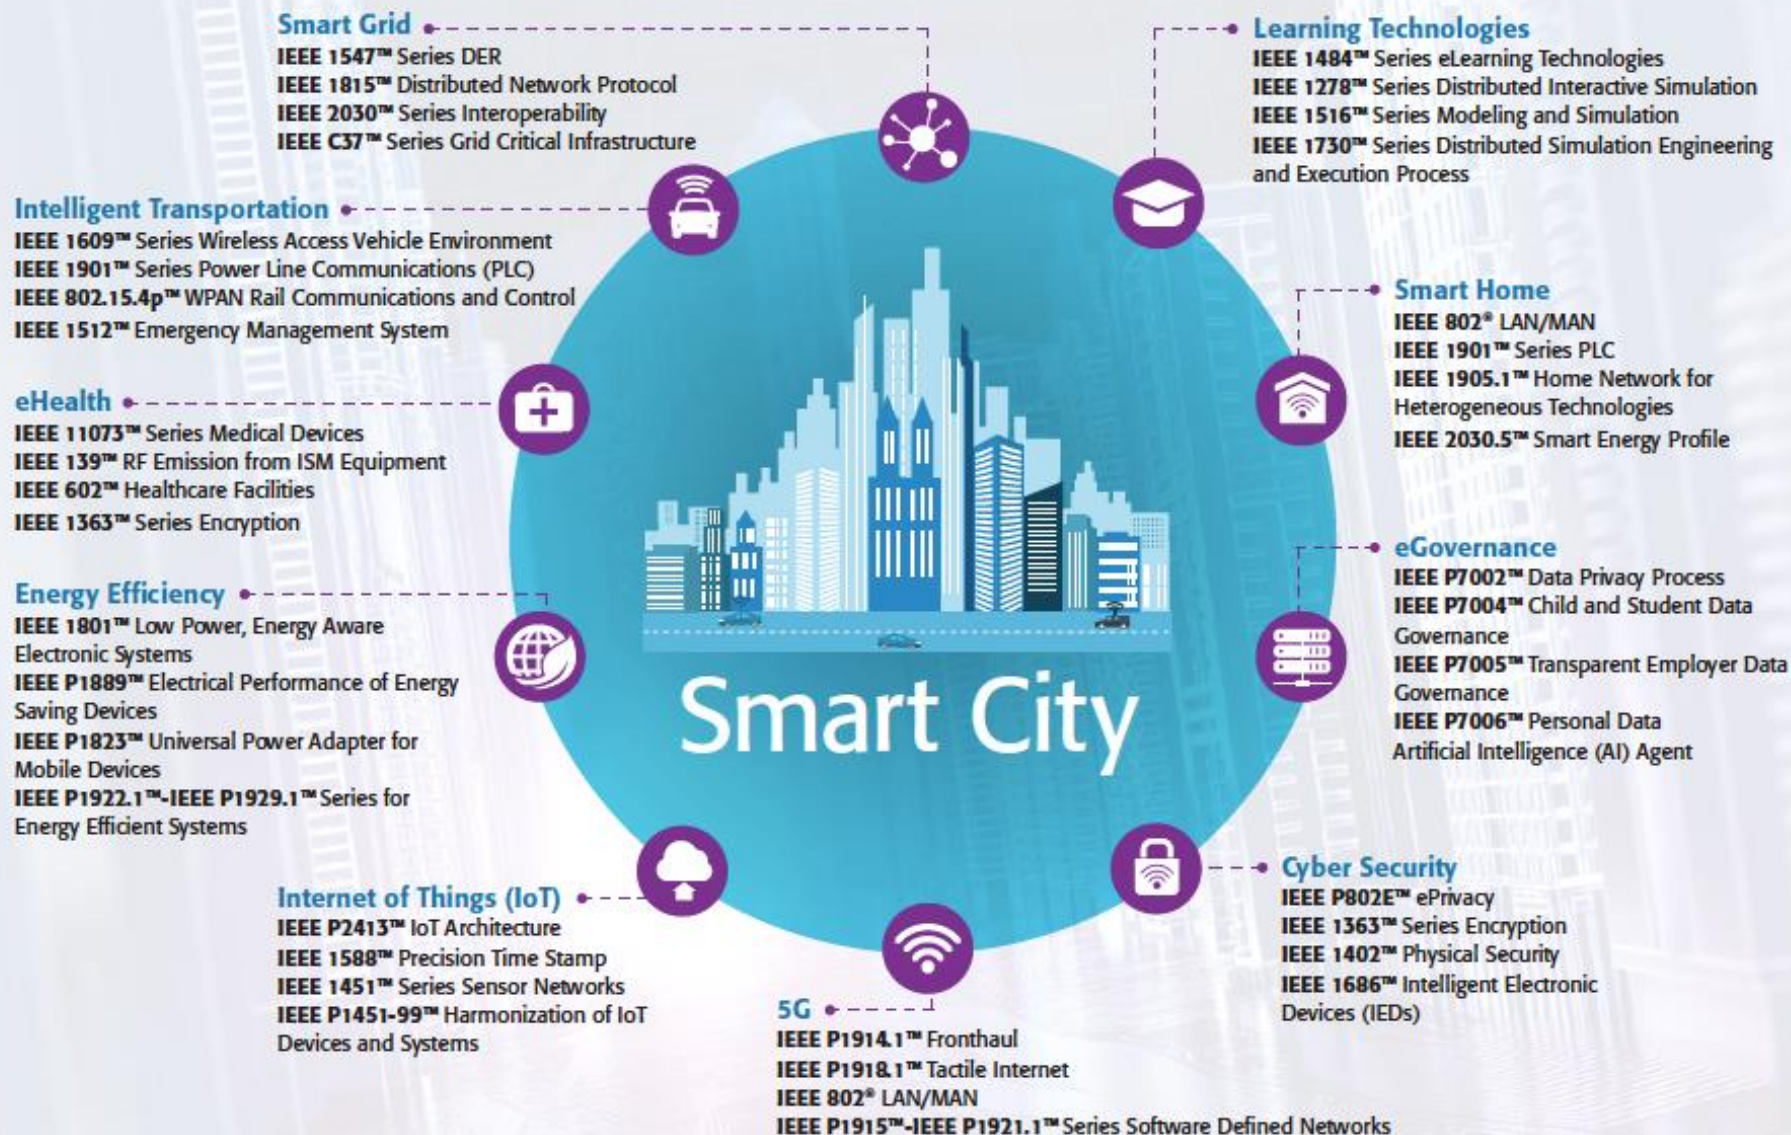 Smart Grid
IEEE 1547™ Series DER
IEEE 1815™ Distributed Network Protocol
IEEE 2030™ Series Interoperability
IEEE C37™ Series Grid Critical Infrastructure
Learning Technologies
IEEE 1484™ Series eLearning Technologies
IEEE 1278™ Series Distributed Interactive Simulation
IEEE 1516™ Series Modeling and Simulation
IEEE 1730™ Series Distributed Simulation Engineering
and Execution Process
Intelligent Transportation
IEEE 1609™ Series Wireless Access Vehicle Environment
IEEE 1901™ Series Power Line Communications (PLC)
IEEE 802.15.4p™ WPAN Rail Communications and Control
IEEE 1512™ Emergency Management System
Smart Home
IEEE 802® LAN/MAN
IEEE 1901™ Series PLC
IEEE 1905.1™ Home Network for
Heterogeneous Technologies
IEEE 2030.5™ Smart Energy Profile
eHealth
IEEE 11073™ Series Medical Devices
IEEE 139™ RF Emission from ISM Equipment
IEEE 602™ Healthcare Facilities
IEEE 1363™ Series Encryption
eGovernance
IEEE P7002™ Data Privacy Process
IEEE P7004™ Child and Student Data
Governance
IEEE P7005™ Transparent Employer Data
Governance
IEEE P7006™ Personal Data
Artificial Intelligence (AI) Agent
Energy Efficiency
IEEE 1801™ Low Power, Energy Aware
Electronic Systems
IEEE P1889™ Electrical Performance of Energy
Saving Devices
IEEE P1823™ Universal Power Adapter for
Mobile Devices
IEEE P1922.1™-IEEE P1929.1™ Series for
Energy Efficient Systems
Smart City
Cyber Security
IEEE P802E™ ePrivacy
IEEE 1363™ Series Encryption
IEEE 1402™ Physical Security
IEEE 1686™ Intelligent Electronic
Devices (IEDs)
Internet of Things (IoT)
IEEE P2413™ IoT Architecture
IEEE 1588™ Precision Time Stamp
IEEE 1451™ Series Sensor Networks
IEEE P1451-99™ Harmonization of IoT
Devices and Systems
5G
IEEE P1914.1™ Fronthaul
IEEE P1918.1™ Tactile Internet
IEEE 802® LAN/MAN
IEEE P1915™-IEEE P1921.1™ Series Software Defined Networks